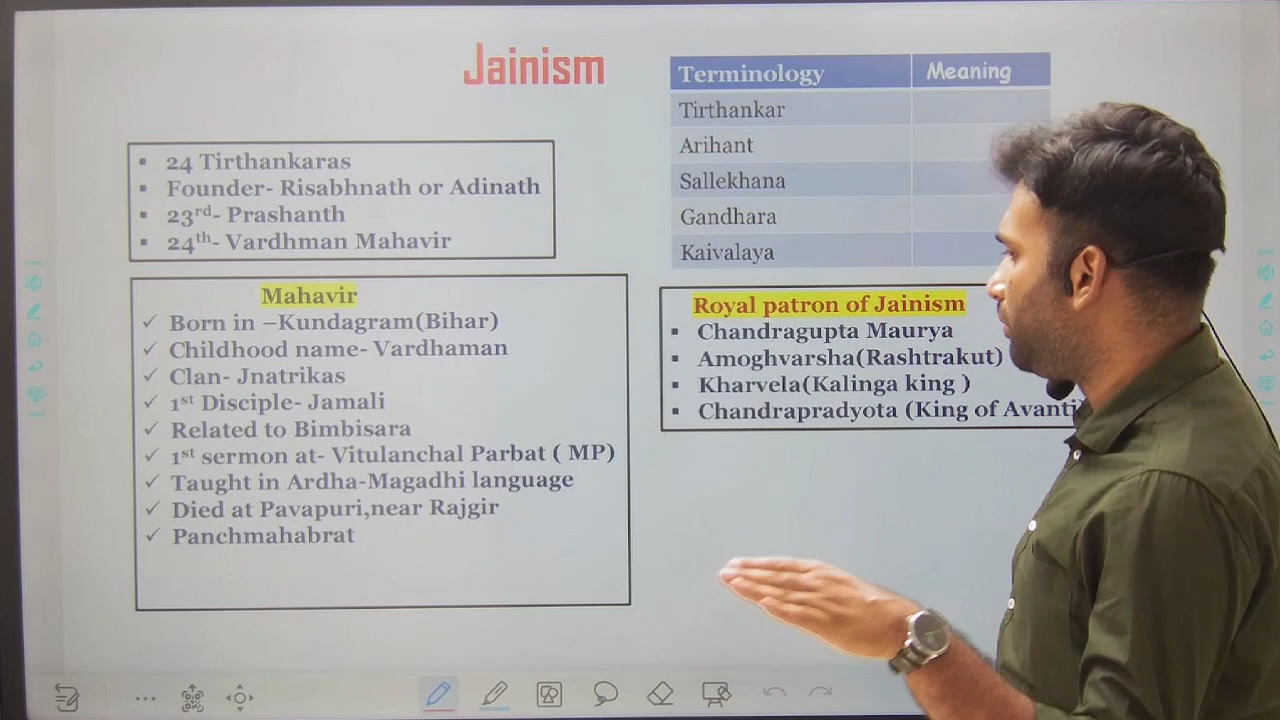 Jainism
▪ 24 Tirthankaras
▪ Founder- Risabhnath or Adinath
▪ 23rd- Prashanth
▪ 24th- Vardhman Mahavir
Mahavir
✓ Born in –Kundagram(Bihar)
✓ Childhood name- Vardhaman
✓ Clan- Jnatrikas
✓ 1st Disciple- Jamali
✓ Related to Bimbisara
✓ 1st sermon at- Vitulanchal Parbat ( MP)
✓ Taught in Ardha-Magadhi language
✓ Died at Pavapuri,near Rajgir
✓ Panchmahabrat
Terminology Meaning
Tirthankar
Arihant
Sallekhana
Gandhara
Kaivalaya
Royal patron of Jainism
▪ Chandragupta Maurya
▪ Amoghvarsha(Rashtrakut)
▪ Kharvela(Kalinga king )
▪ Chandrapradyota (King of Avanti